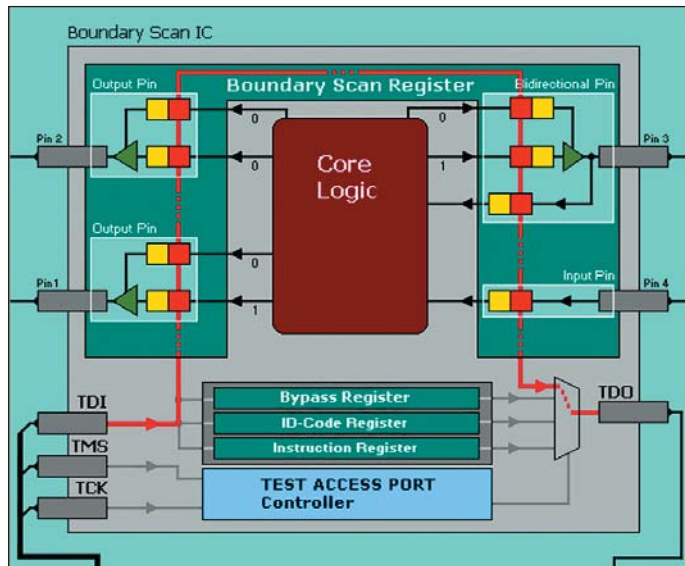 Boundary Scan IC
Output Pin
Boundary Scan Register
Bidirectional Pin
Pin 2
0
0
Pin 3
0
1
Core
Logic
Output Pin
Input Pin
0
Pin1
1
Pin 4
Bypass Register
TDI
TDO
ID-Code Register
TMS
Instruction Register
TCK
TEST ACCESS PORT
Controller